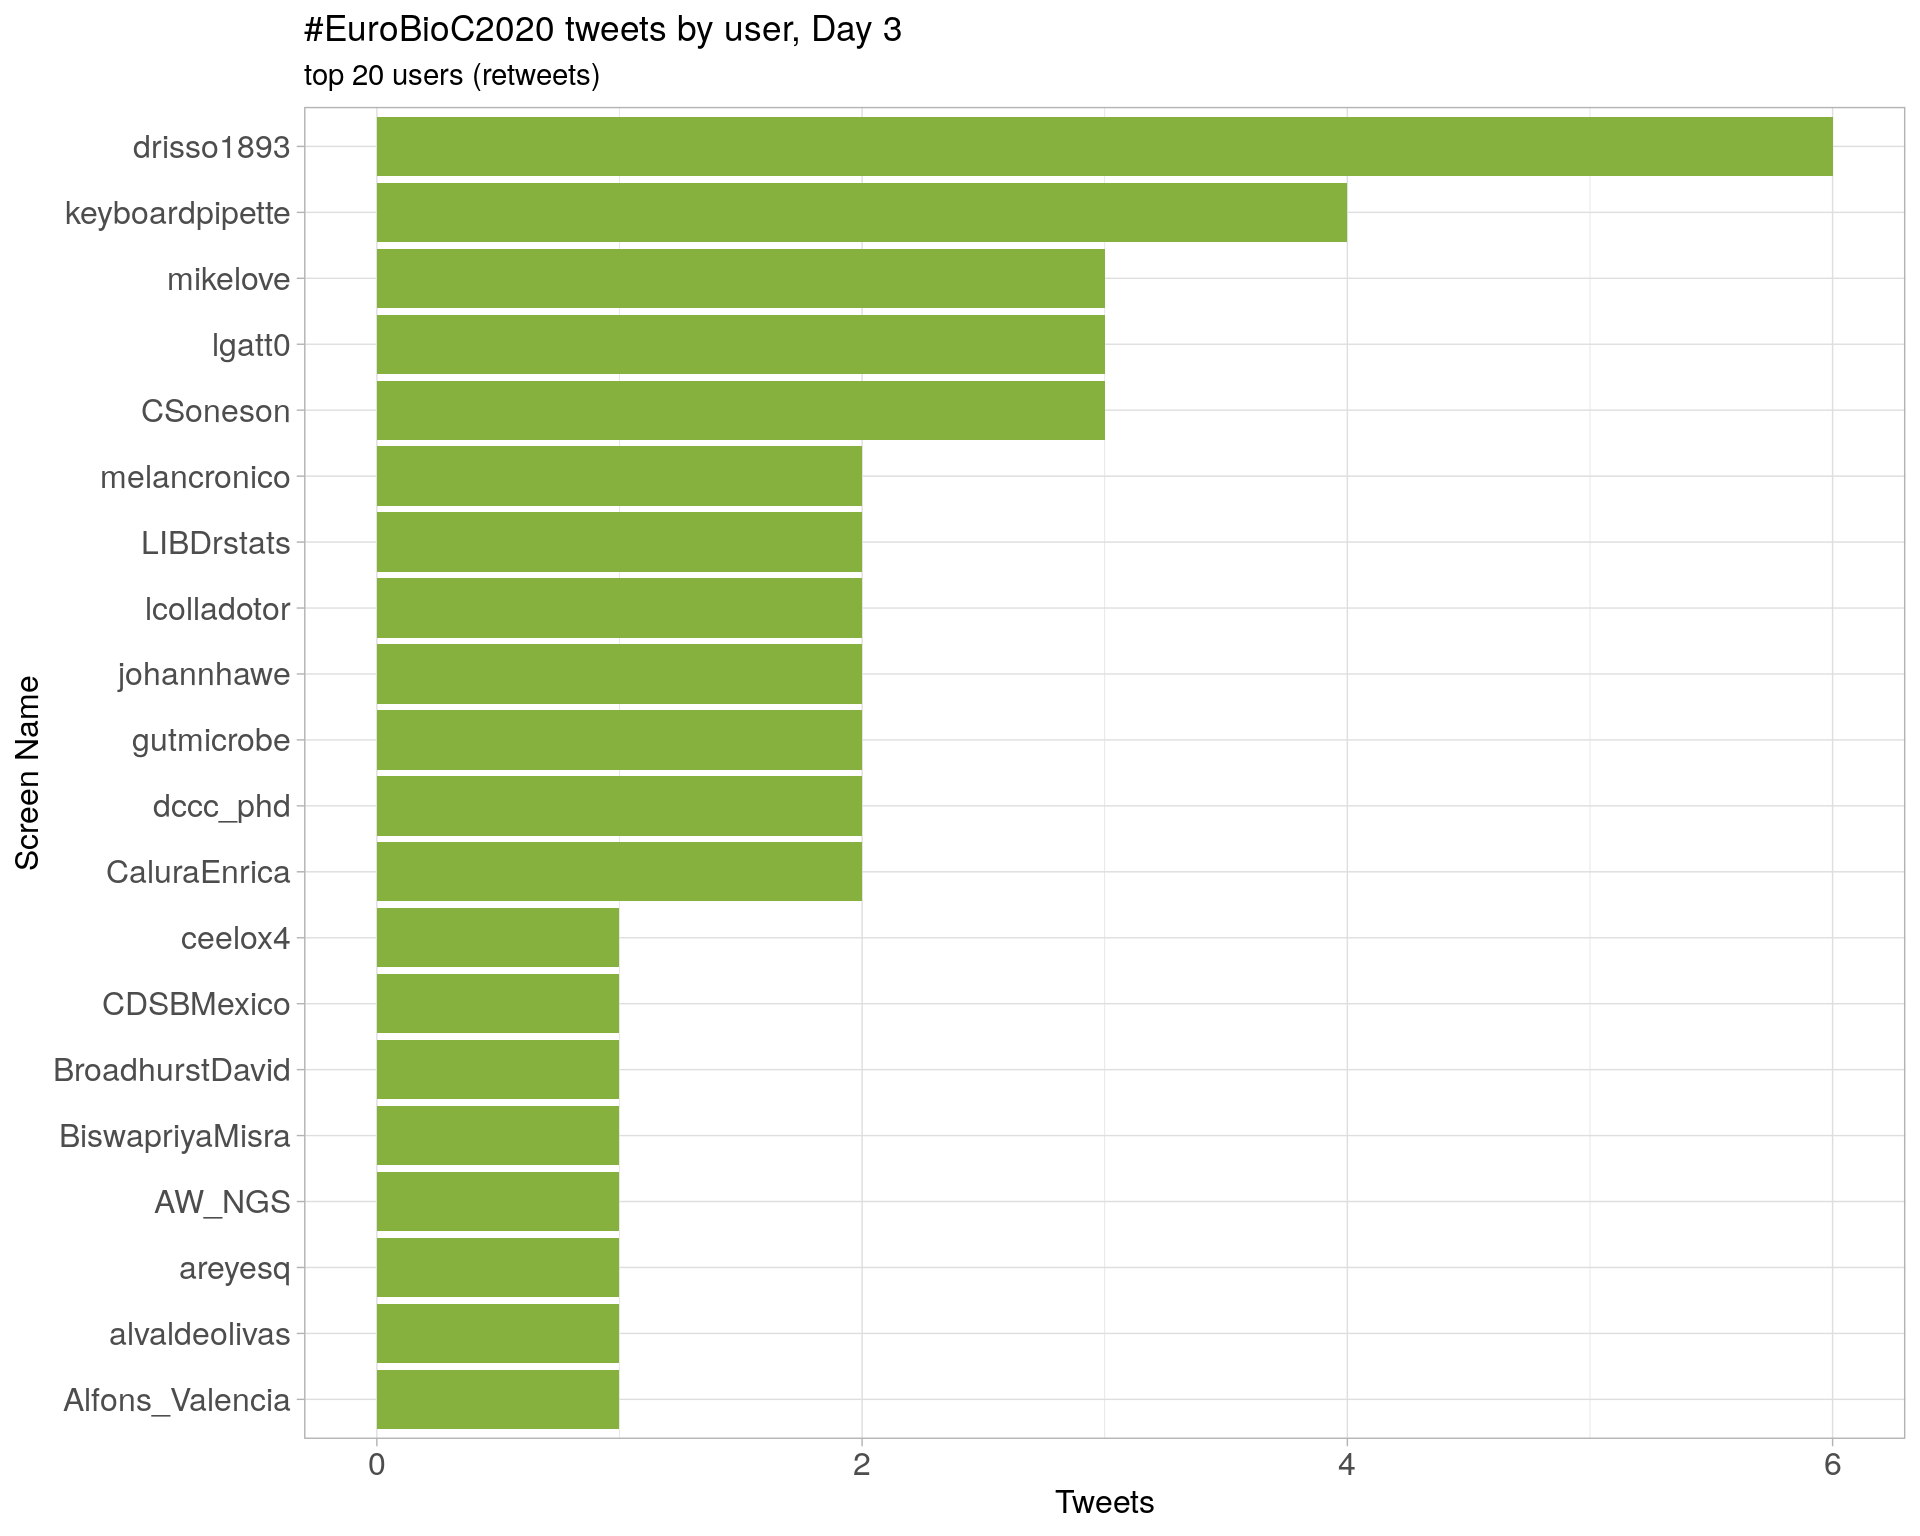 #EuroBioC2020 tweets by user, Day 3
top 20 users (retweets)
drisso1893
keyboardpipette
mikelove
lgatt0
CSoneson
melancronico
LIBDrstats
lcolladotor
johannhawe
gutmicrobe
dccc_phd
CaluraEnrica
ceelox4
CDSBMexico
BroadhurstDavid
BiswapriyaMisra
AW_NGS
areyesq
alvaldeolivas
Alfons_Valencia
Screen Name
0 2 4 6
Tweets